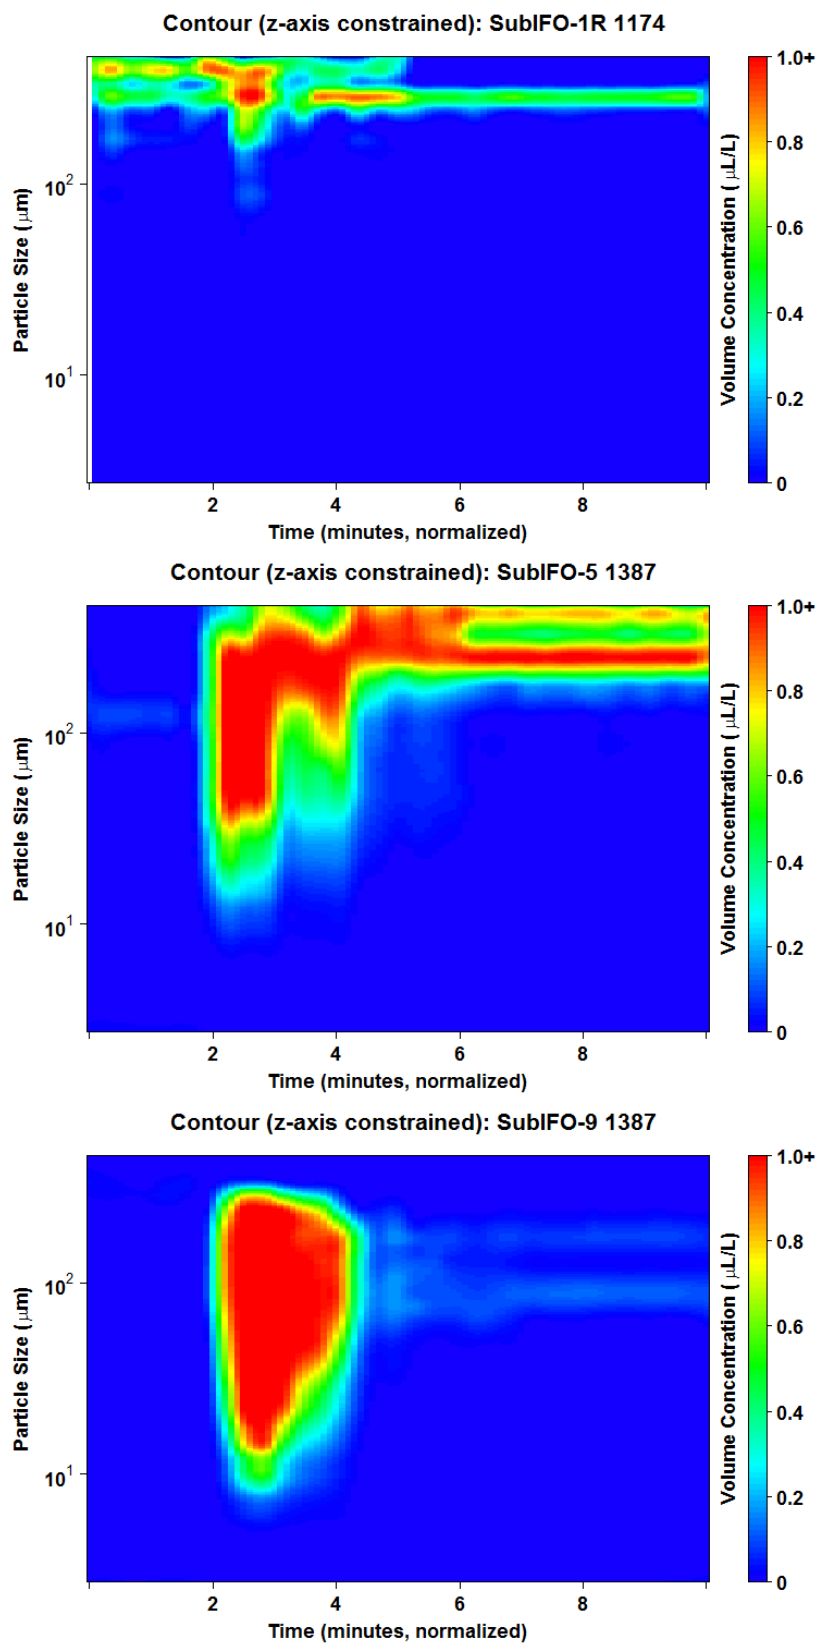 Contour (z-axis constrained): SubIFO-1R 1174
Particle Size (μm)
10²
10¹
2 4 6 8
Time (minutes, normalized)
Volume Concentration (μL/L)
1.0+
0.8
0.6
0.4
0.2
0
Contour (z-axis constrained): SubIFO-5 1387
Particle Size (μm)
10²
10¹
2 4 6 8
Time (minutes, normalized)
Volume Concentration (μL/L)
1.0+
0.8
0.6
0.4
0.2
0
Contour (z-axis constrained): SubIFO-9 1387
Particle Size (μm)
10²
10¹
2 4 6 8
Time (minutes, normalized)
Volume Concentration (μL/L)
1.0+
0.8
0.6
0.4
0.2
0